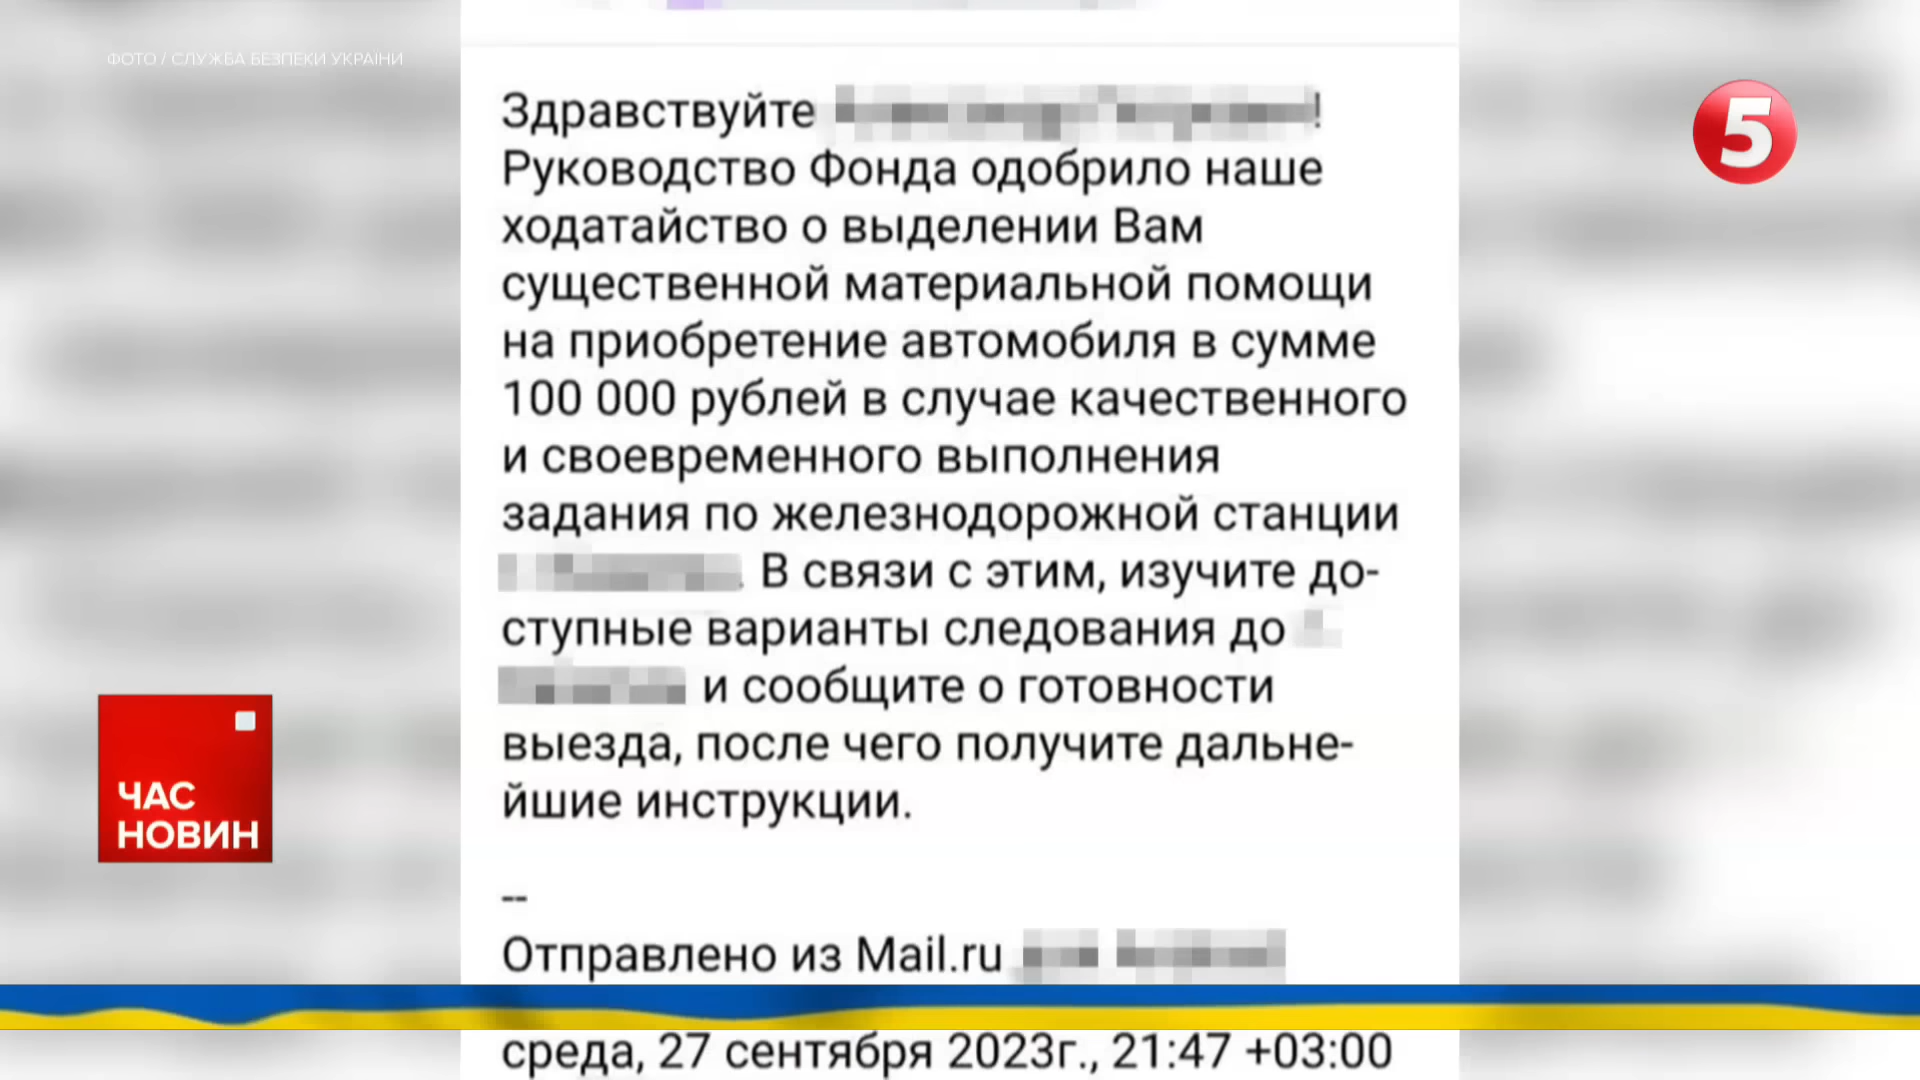 ФОТО / СЛУЖБА БЕЗПЕКИ УКРАЇНИ
5
Здравствуйте !
Руководство Фонда одобрило наше
ходатайство о выделении Вам
существенной материальной помощи
на приобретение автомобиля в сумме
100 000 рублей в случае качественного
и своевременного выполнения
задания по железнодорожной станции
. В связи с этим, изучите до-
ступные варианты следования до
и сообщите о готовности
выезда, после чего получите дальне-
йшие инструкции.
--
Отправлено из Mail.ru
среда, 27 сентября 2023г., 21:47 +03:00
ЧАС
НОВИН